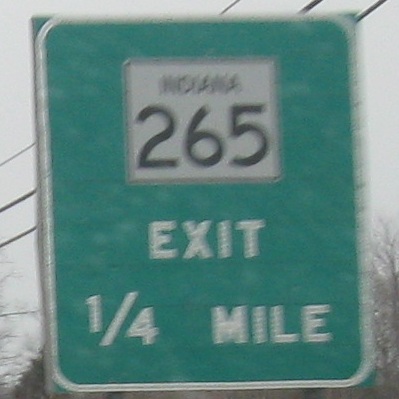 INDIANA
265
EXIT
1/4 MILE